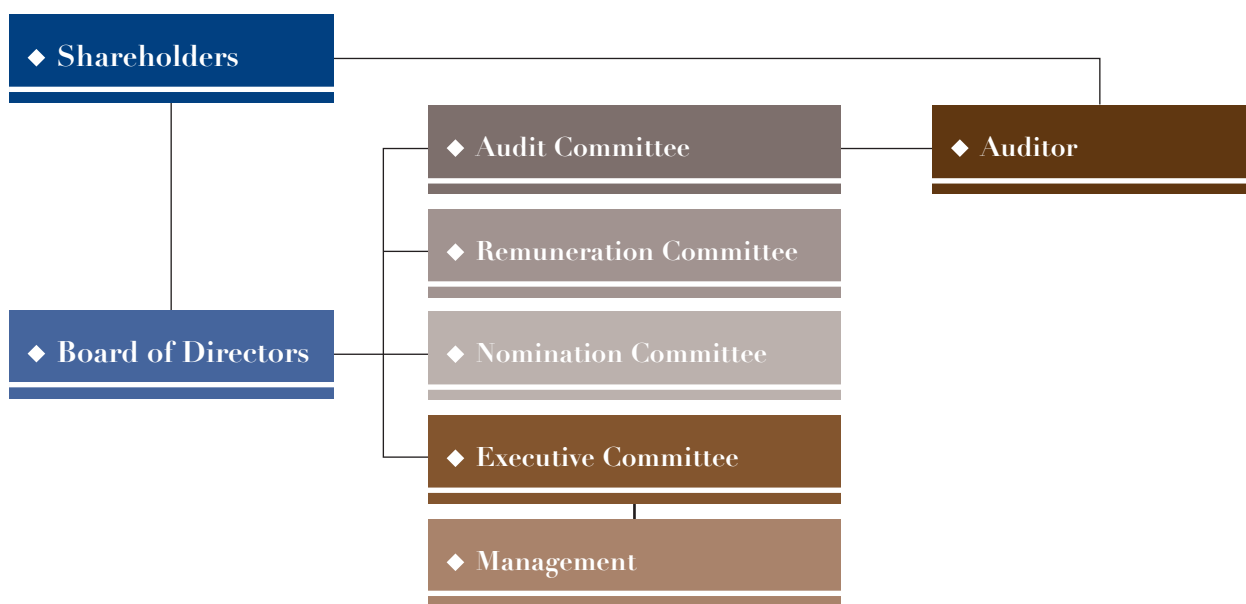 ◆ Shareholders
◆ Audit Committee
◆ Auditor
◆ Remuneration Committee
◆ Board of Directors
◆ Nomination Committee
◆ Executive Committee
◆ Management